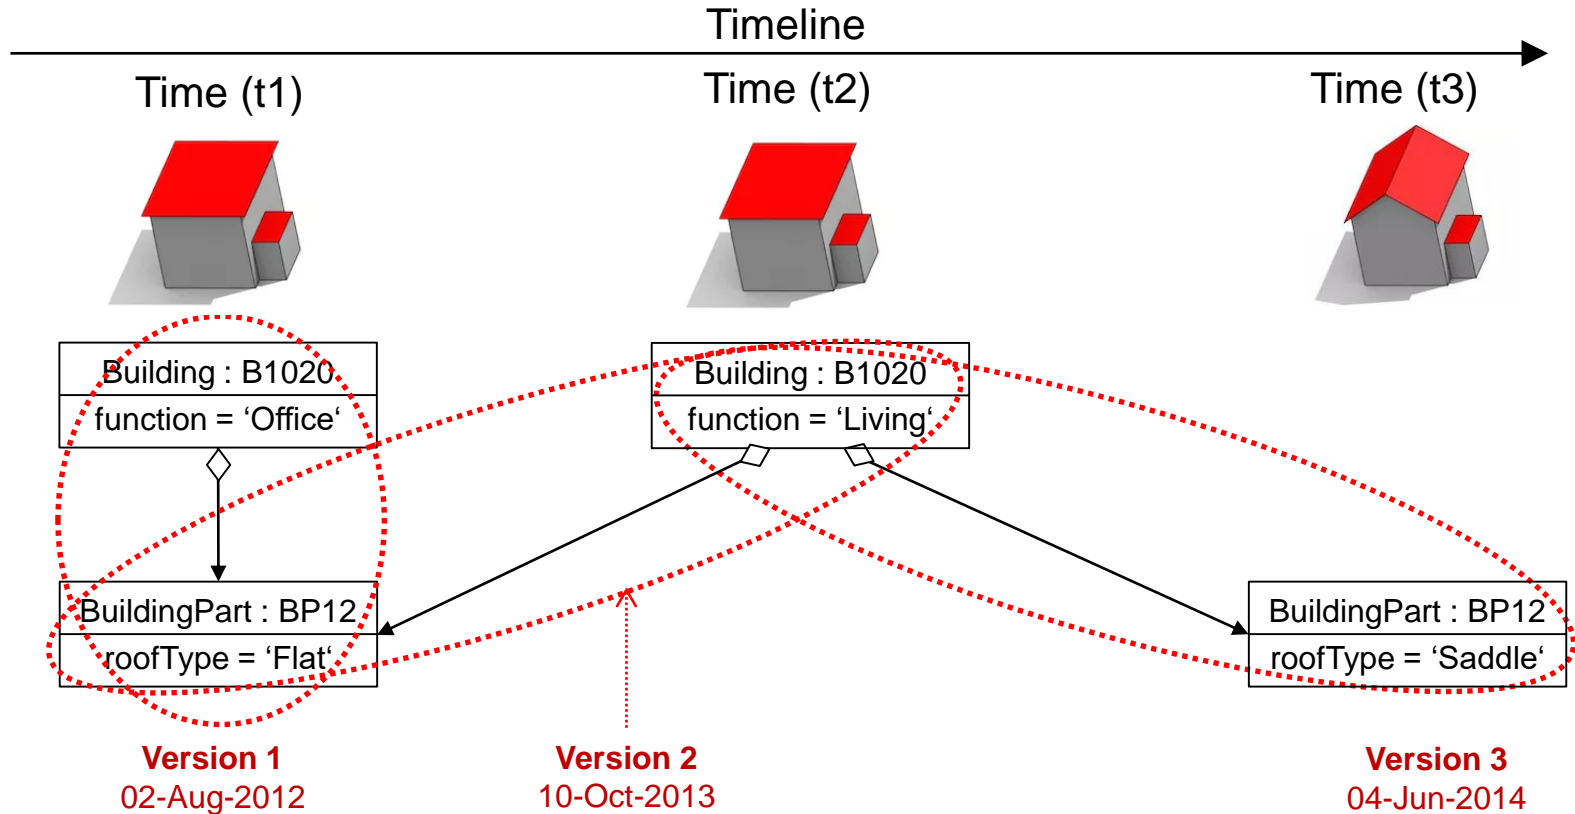 Timeline
Time (t1)
Time (t2)
Time (t3)
Building : B1020
function = ‘Office‘
Building : B1020
function = ‘Living‘
BuildingPart : BP12
roofType = ‘Flat‘
BuildingPart : BP12
roofType = ‘Saddle‘
Version 1
02-Aug-2012
Version 2
10-Oct-2013
Version 3
04-Jun-2014